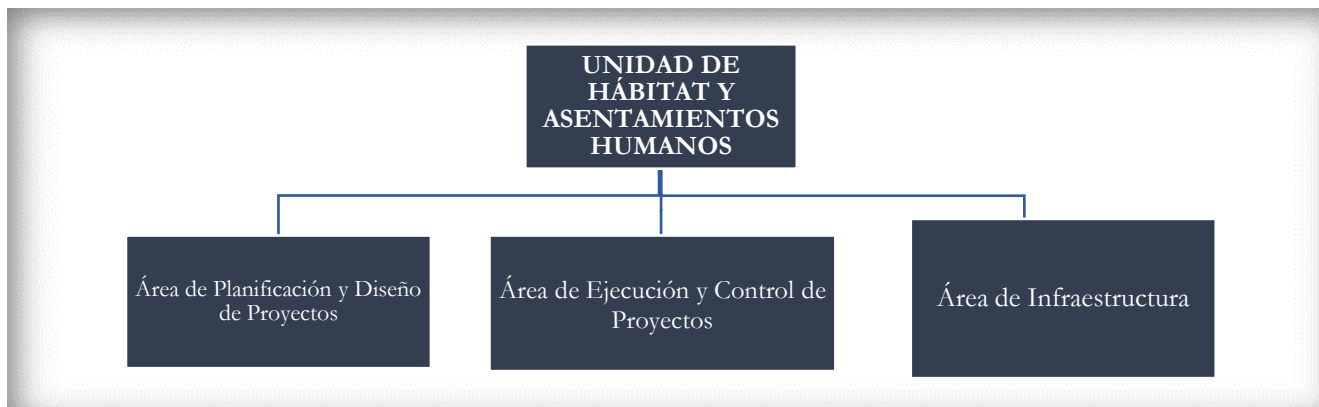 UNIDAD DE
HÁBITAT Y
ASENTAMIENTOS
HUMANOS
Área de Planificación y Diseño
de Proyectos
Área de Ejecución y Control de
Proyectos
Área de Infraestructura